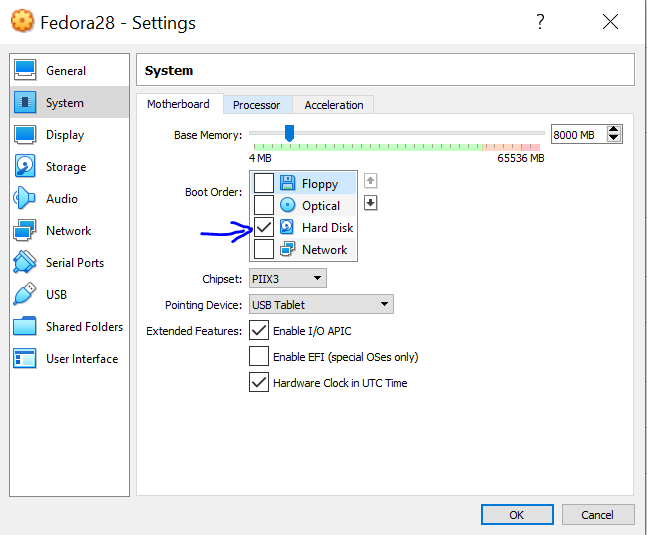 Fedora28 - Settings
?
General
System
Display
Storage
Audio
Network
Serial Ports
USB
Shared Folders
User Interface
System
Motherboard Processor Acceleration
Base Memory: 8000 MB
4 MB 65536 MB
Boot Order: Floppy
Optical
Hard Disk
Network
Chipset: PIIX3
Pointing Device: USB Tablet
Extended Features: Enable I/O APIC
Enable EFI (special OSes only)
Hardware Clock in UTC Time
OK Cancel